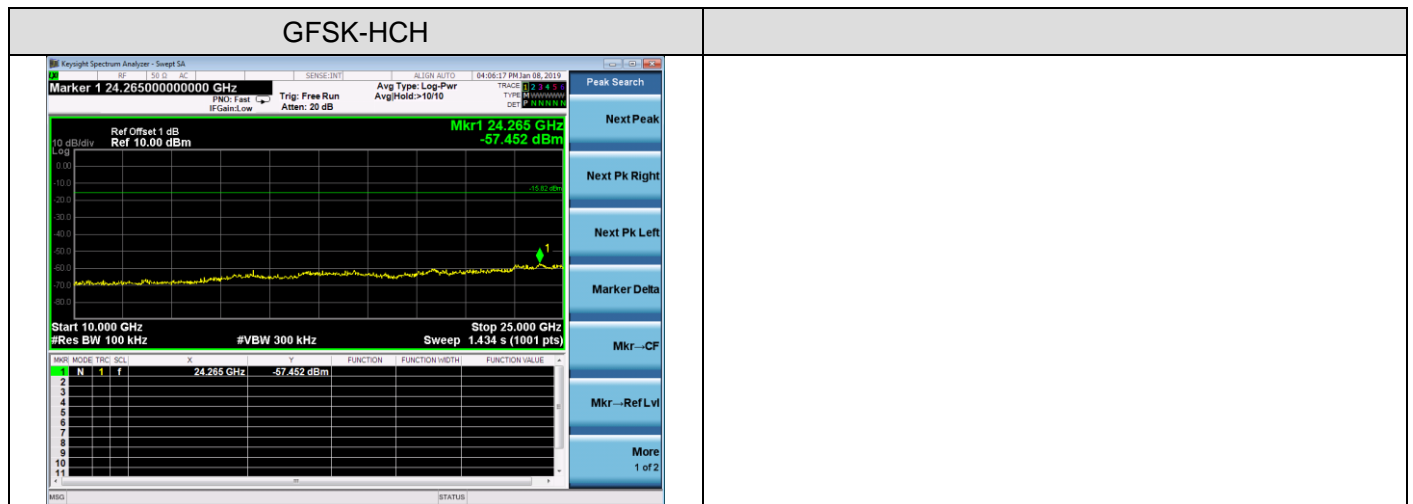 GFSK-HCH
Keysight Spectrum Analyzer - Swept SA
RF 50 Ω AC SENSE:INT ALIGN AUTO 04:06:17 PM Jan 08, 2019
Marker 1 24.265000000000 GHz
PNO: Fast
IFGain:Low
Trig: Free Run
Atten: 20 dB
Avg Type: Log-Pwr
Avg|Hold:>10/10
TRACE 1 2 3 4 5 6
TYPE M W W W W W
DET P N N N N N
Peak Search
Mkr1 24.265 GHz
-57.452 dBm
Ref Offset 1 dB
10 dB/div Ref 10.00 dBm
Log
0.00
-10.0
-15.82 dBm
-20.0
-30.0
-40.0
-50.0
1
-60.0
-70.0
-80.0
Start 10.000 GHz Stop 25.000 GHz
#Res BW 100 kHz #VBW 300 kHz Sweep 1.434 s (1001 pts)
MKR MODE TRC SCL X Y FUNCTION FUNCTION WIDTH FUNCTION VALUE
1 N 1 f 24.265 GHz -57.452 dBm
2
3
4
5
6
7
8
9
10
11
MSG STATUS
Next Peak
Next Pk Right
Next Pk Left
Marker Delta
Mkr→CF
Mkr→Ref Lvl
More
1 of 2